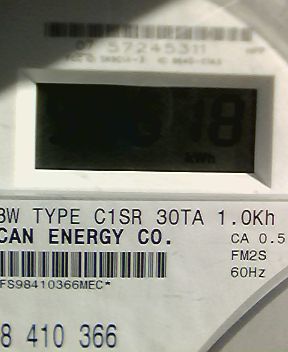 07 57245311
18
kWh
3W TYPE C1SR 30TA 1.0Kh
CAN ENERGY CO.
CA 0.5
FM2S
60Hz
FS98410366MEC*
8 410 366